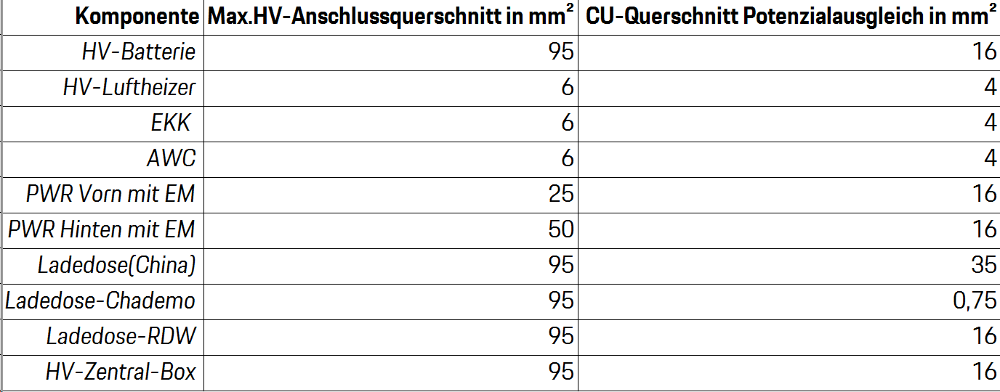 Komponente Max.HV-Anschlussquerschnitt in mm² CU-Querschnitt Potenzialausgleich in mm²
HV-Batterie 95 16
HV-Luftheizer 6 4
EKK 6 4
AWC 6 4
PWR Vorn mit EM 25 16
PWR Hinten mit EM 50 16
Ladedose(China) 95 35
Ladedose-Chademo 95 0,75
Ladedose-RDW 95 16
HV-Zentral-Box 95 16